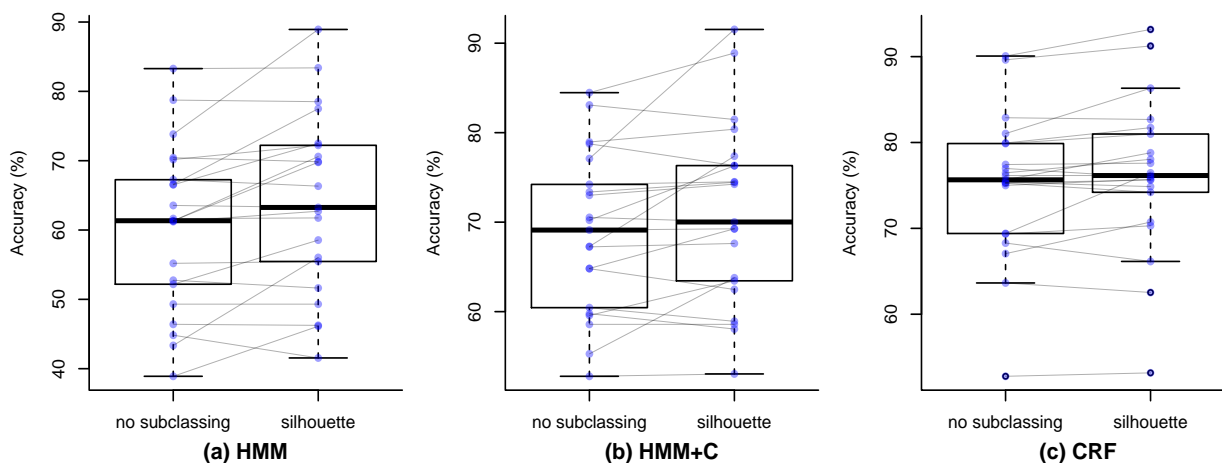 Accuracy (%)
90
80
70
60
50
40
no subclassing silhouette
(a) HMM
Accuracy (%)
90
80
70
60
no subclassing silhouette
(b) HMM+C
Accuracy (%)
90
80
70
60
no subclassing silhouette
(c) CRF